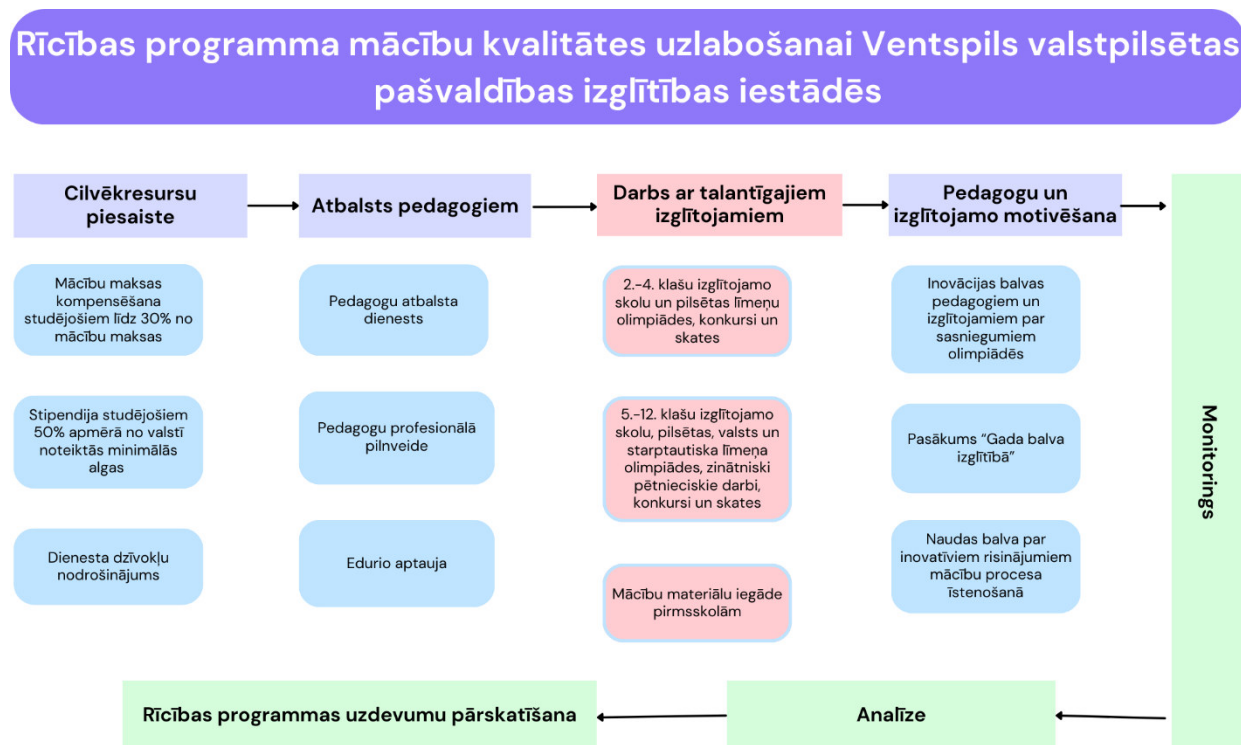 Rīcības programma mācību kvalitātes uzlabošanai Ventspils valstpilsētas
pašvaldības izglītības iestādēs
Cilvēkresursu
piesaiste
Mācību maksas
kompensēšana
studējošiem līdz 30% no
mācību maksas
Stipendija studējošiem
50% apmērā no valstī
noteiktās minimālās
algas
Dienesta dzīvokļu
nodrošinājums
Atbalsts pedagogiem
Pedagogu atbalsta
dienests
Pedagogu profesionālā
pilnveide
Edurio aptauja
Darbs ar talantīgajiem
izglītojamiem
2.-4. klašu izglītojamo
skolu un pilsētas līmeņu
olimpiādes, konkursi un
skates
5.-12. klašu izglītojamo
skolu, pilsētas, valsts un
starptautiska līmeņa
olimpiādes, zinātniski
pētnieciskie darbi,
konkursi un skates
Mācību materiālu iegāde
pirmsskolām
Pedagogu un
izglītojamo motivēšana
Inovācijas balvas
pedagogiem un
izglītojamiem par
sasniegumiem
olimpiādēs
Pasākums “Gada balva
izglītībā”
Naudas balva par
inovatīviem risinājumiem
mācību procesa
īstenošanā
Monitorings
Analīze
Rīcības programmas uzdevumu pārskatīšana